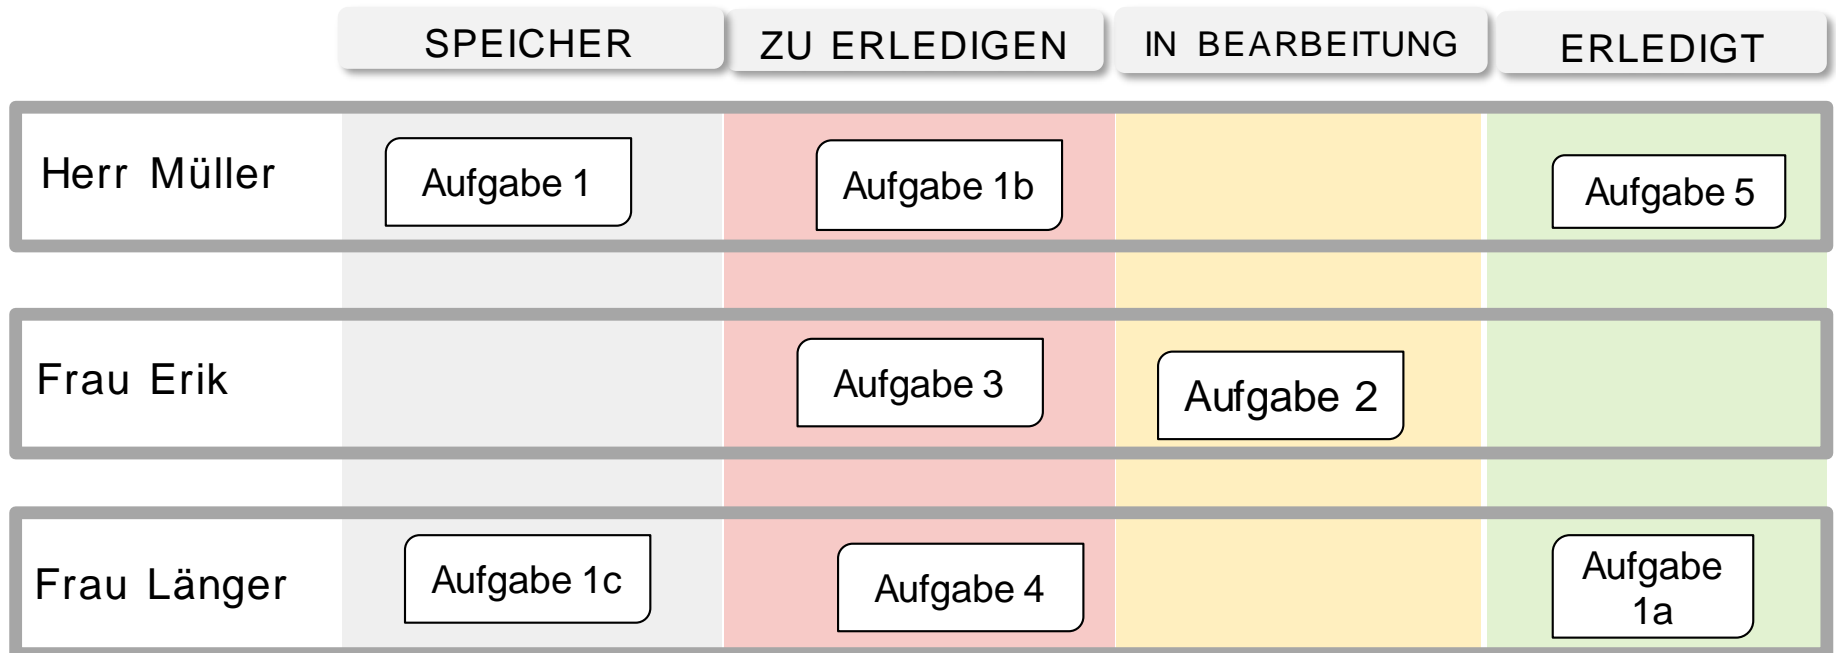 SPEICHER
ZU ERLEDIGEN
IN BEARBEITUNG
ERLEDIGT
Herr Müller
Aufgabe 1
Aufgabe 1b
Aufgabe 5
Frau Erik
Aufgabe 3
Aufgabe 2
Frau Länger
Aufgabe 1c
Aufgabe 4
Aufgabe
1a